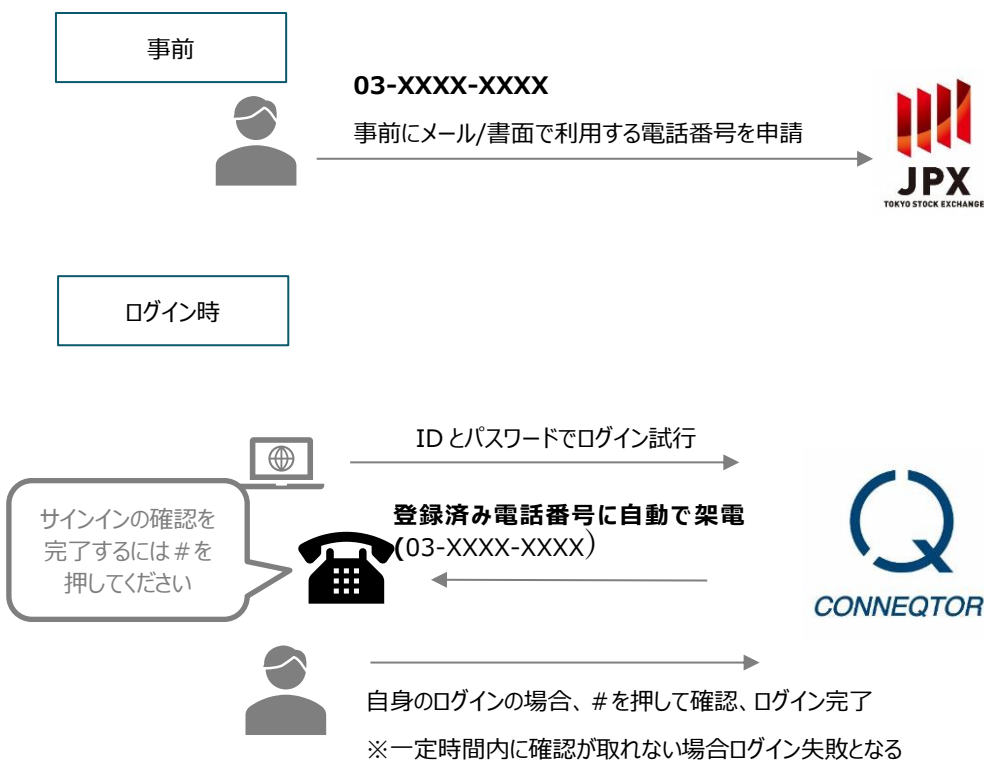 事前
03-XXXX-XXXX
事前にメール/書面で利用する電話番号を申請
JPX
TOKYO STOCK EXCHANGE
ログイン時
IDとパスワードでログイン試行
サインインの確認を
完了するには#を
押してください
登録済み電話番号に自動で架電
(03-XXXX-XXXX)
CONNEQTOR
自身のログインの場合、#を押して確認、ログイン完了
※一定時間内に確認が取れない場合ログイン失敗となる